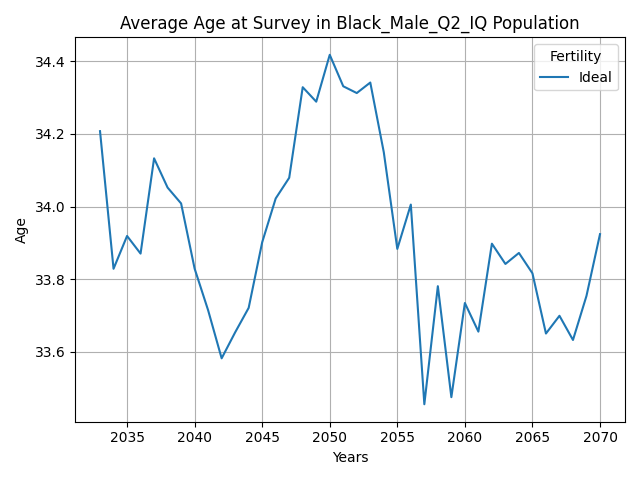 Average Age at Survey in Black_Male_Q2_IQ Population
Fertility
Ideal
34.4
34.2
34.0
33.8
33.6
Age
2035 2040 2045 2050 2055 2060 2065 2070
Years